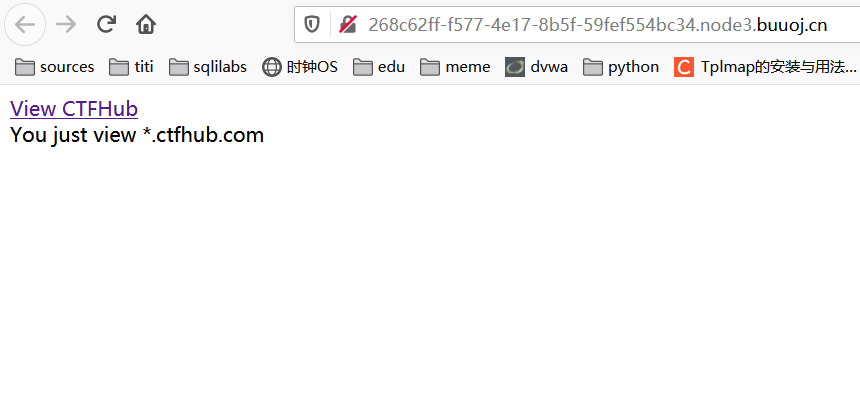 268c62ff-f577-4e17-8b5f-59fef554bc34.node3.buuoj.cn
sources titi sqlilabs 时钟OS edu meme dvwa python C Tplmap的安装与用法...
View CTFHub
You just view *.ctfhub.com